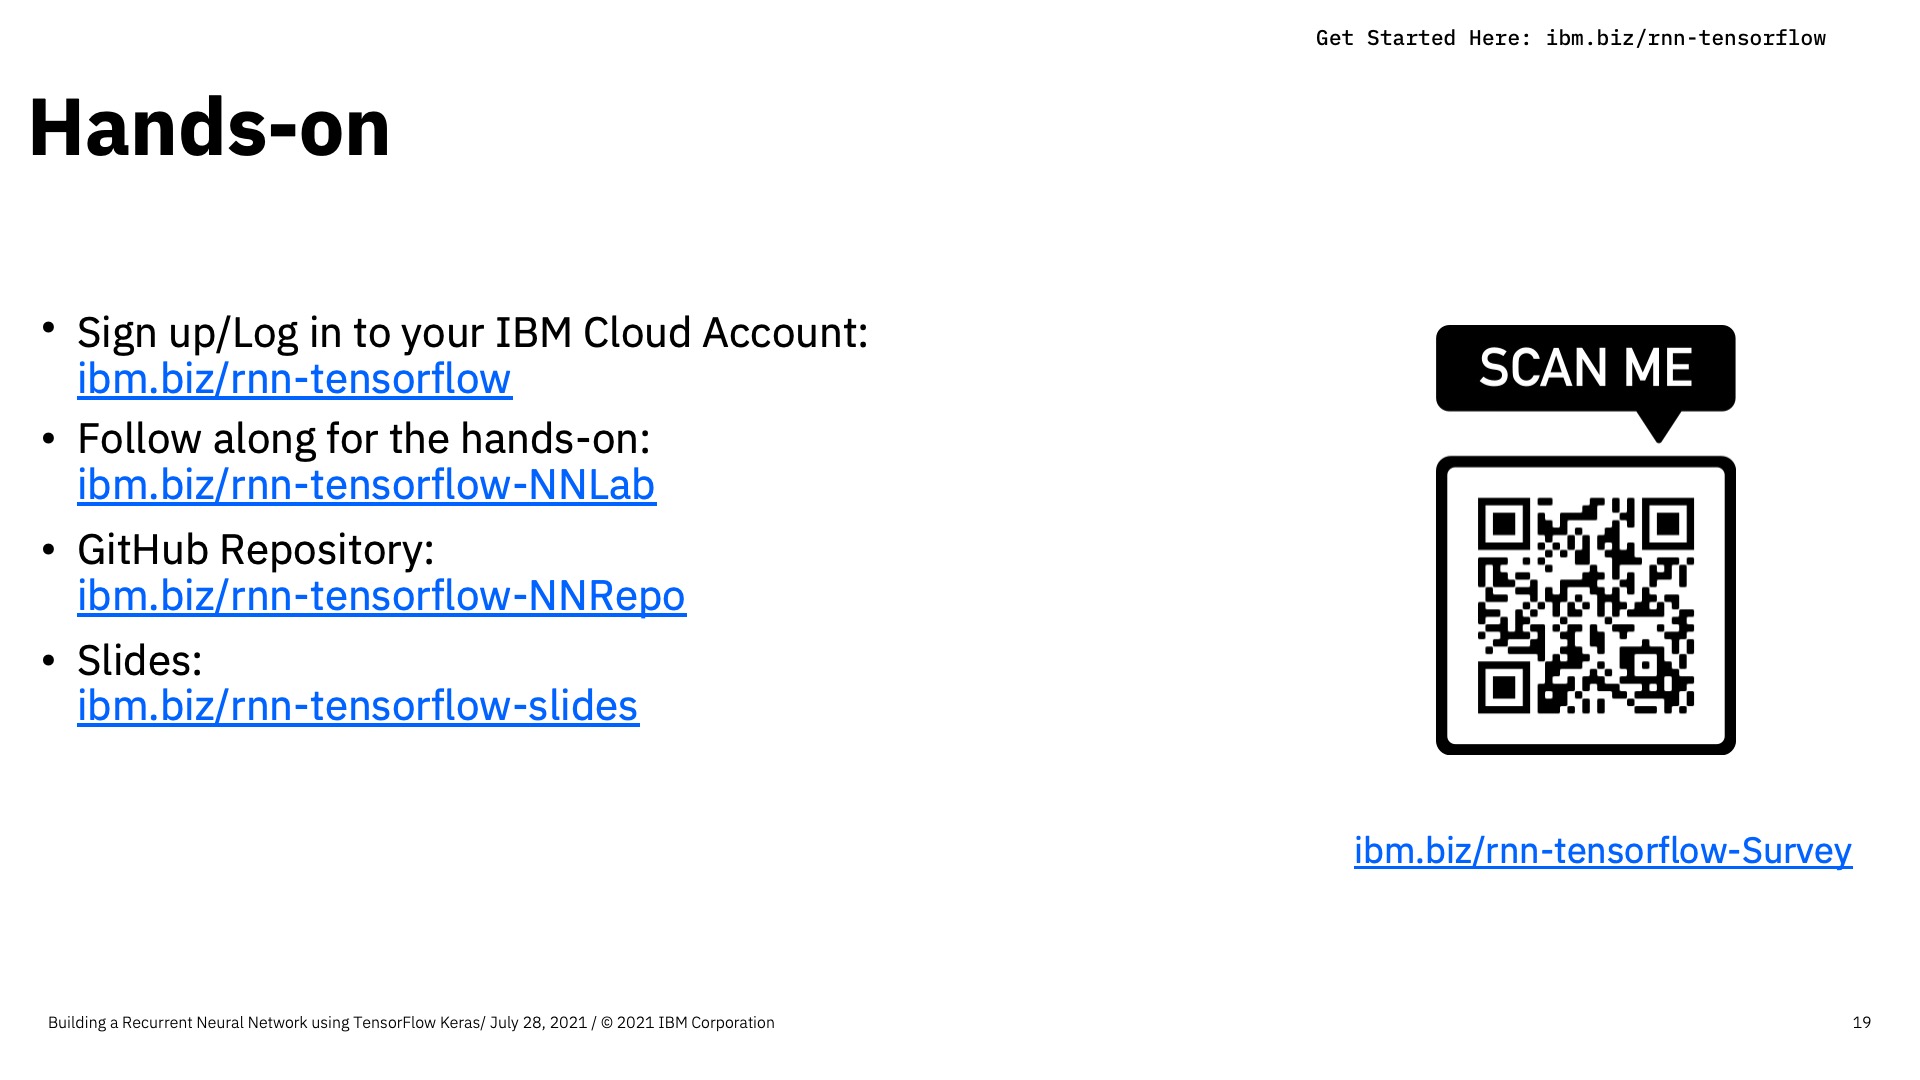 Get Started Here: ibm.biz/rnn-tensorflow
Hands-on
• Sign up/Log in to your IBM Cloud Account:
ibm.biz/rnn-tensorflow
• Follow along for the hands-on:
ibm.biz/rnn-tensorflow-NNLab
• GitHub Repository:
ibm.biz/rnn-tensorflow-NNRepo
• Slides:
ibm.biz/rnn-tensorflow-slides
SCAN ME
ibm.biz/rnn-tensorflow-Survey
Building a Recurrent Neural Network using TensorFlow Keras/ July 28, 2021 / © 2021 IBM Corporation
19